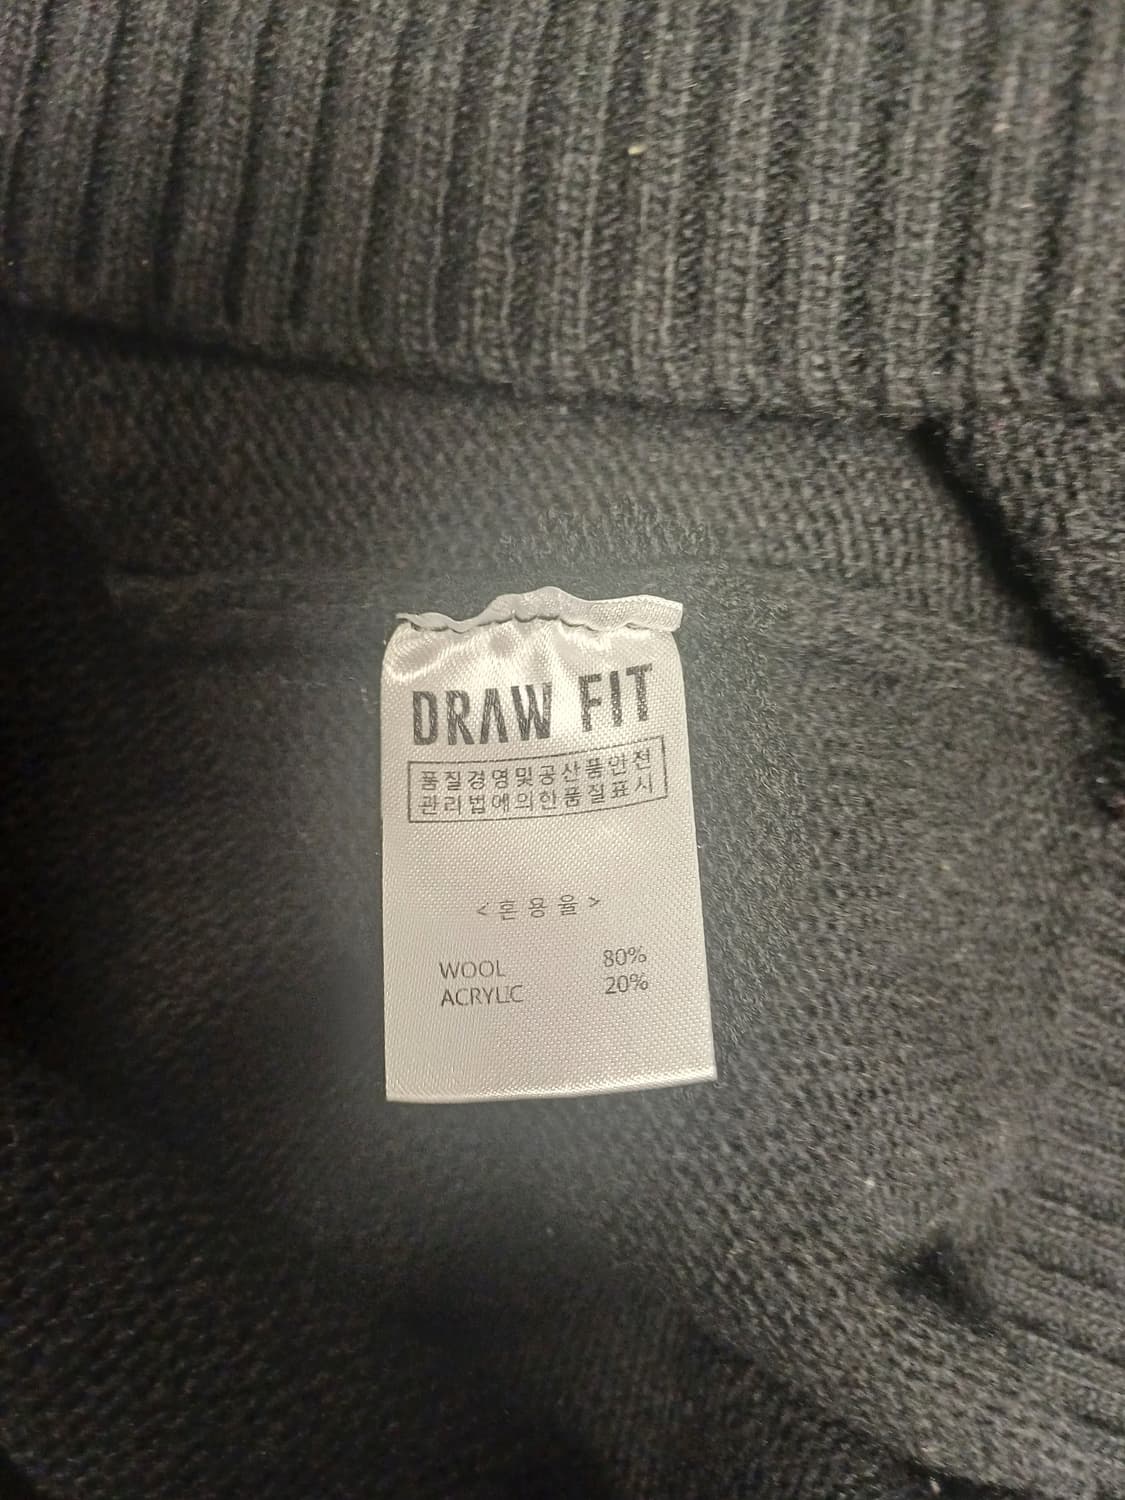 DRAW FIT
품질경영및공산품안전
관리법에의한품질표시
<혼용율>
WOOL 80%
ACRYLIC 20%